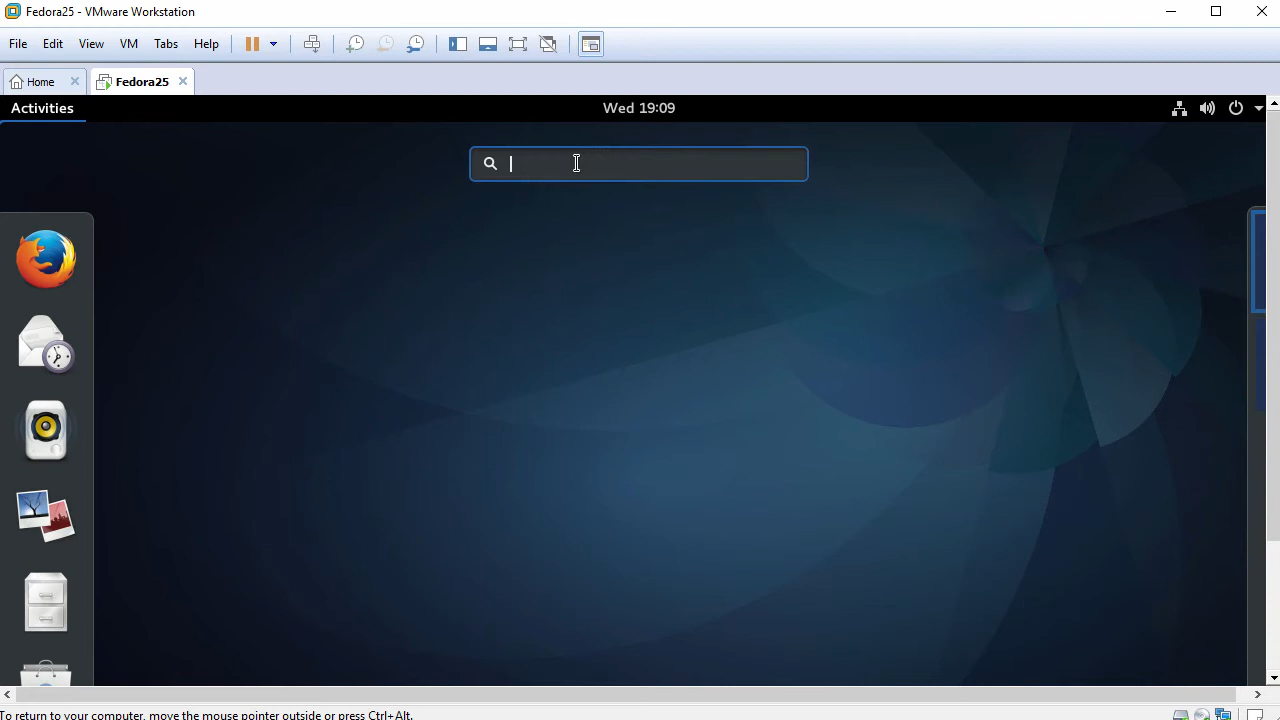 Fedora25 - VMware Workstation
File Edit View VM Tabs Help
Home Fedora25
Activities Wed 19:09
To return to your computer, move the mouse pointer outside or press Ctrl+Alt.